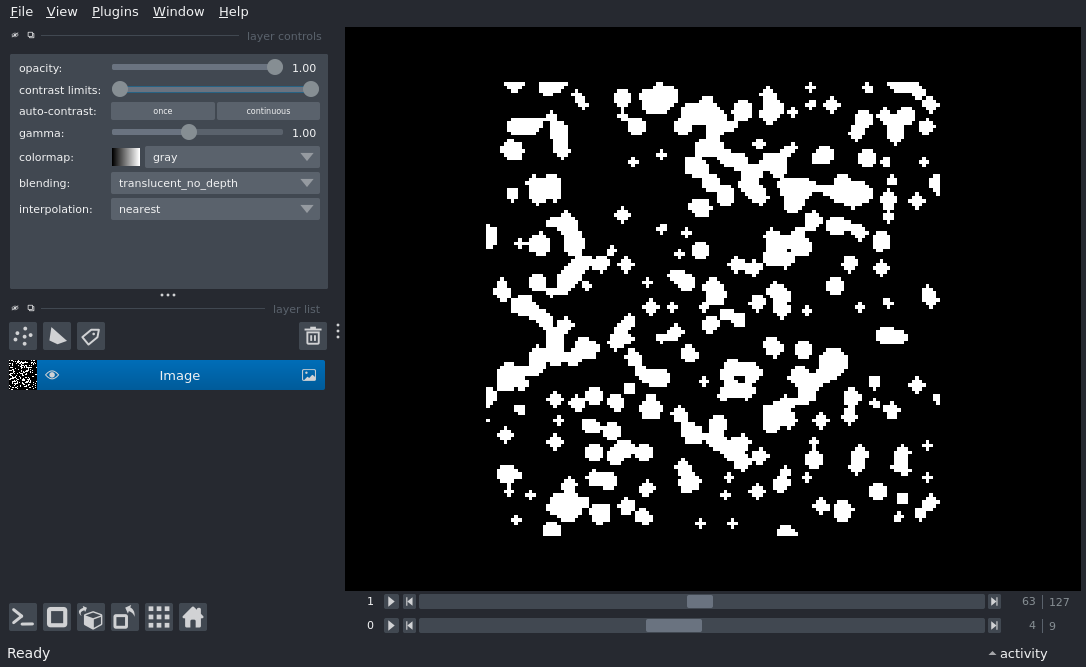 File View Plugins Window Help
layer controls
opacity: 1.00
contrast limits:
auto-contrast: once continuous
gamma: 1.00
colormap: gray
blending: translucent_no_depth
interpolation: nearest
layer list
Image
1 63 127
0 4 9
Ready activity